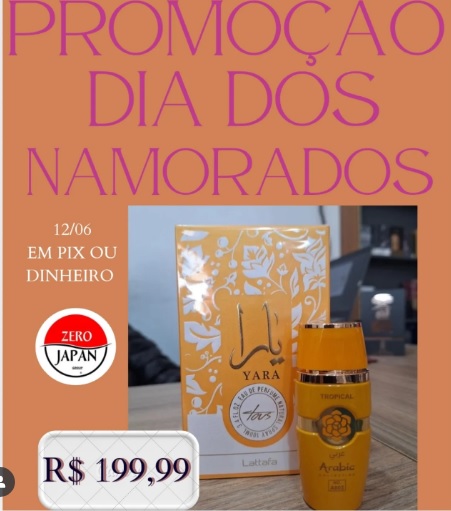 PROMOÇÃO
DIA DOS
NAMORADOS
12/06
EM PIX OU
DINHEIRO
ZERO
JAPAN
GROUP
R$ 199,99
يارا
YARA
tous
Lattafa
TROPICAL
Arabic